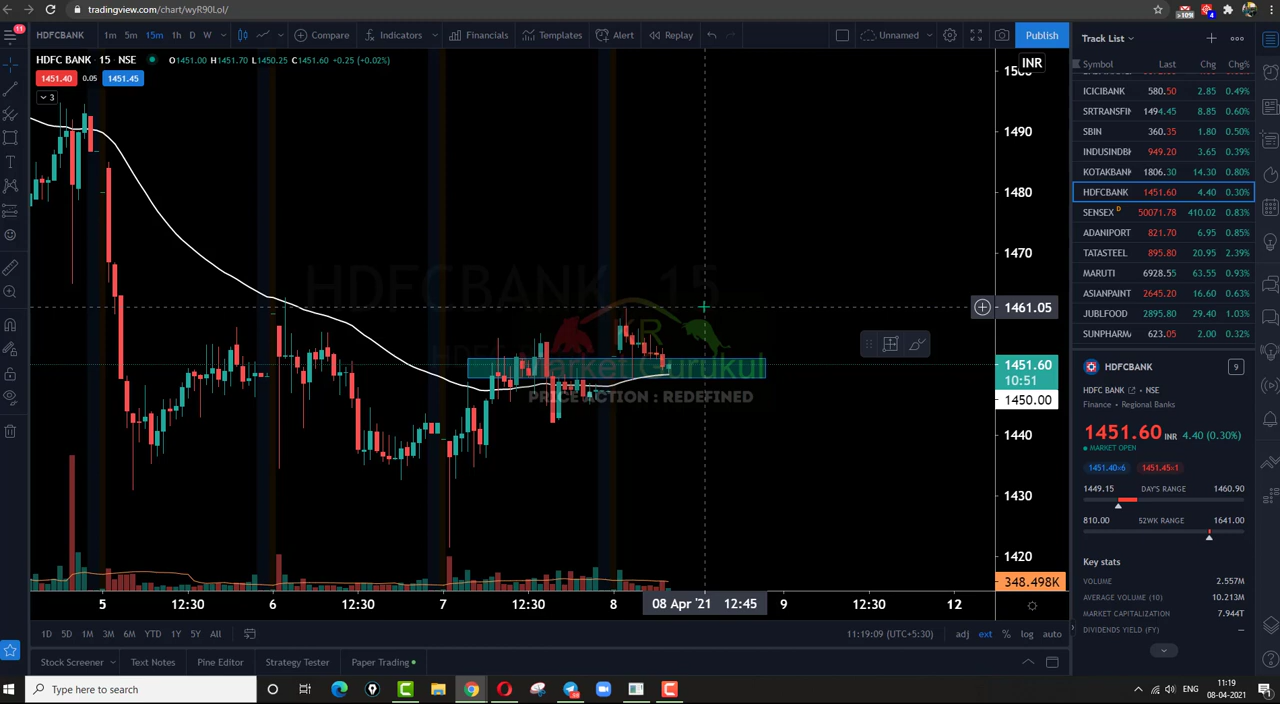 tradingview.com/chart/wyR90LoI/
11
109
4
HDFCBANK 1m 5m 15m 1h D W Compare Indicators Financials Templates Alert Replay Unnamed Publish
Track List
HDFC BANK 15 NSE O1451.00 H1451.70 L1450.25 C1451.60 +0.25 (+0.02%)
INR
Symbol Last Chg Chg%
1451.40 0.05 1451.45
3
ICICIBANK 580.50 2.85 0.49%
SRTRANSFIN 1494.45 8.85 0.60%
SBIN 360.35 1.80 0.50%
INDUSINDBK 949.20 3.65 0.39%
KOTAKBANK 1806.30 14.30 0.80%
HDFCBANK 1451.60 4.40 0.30%
SENSEX D 50071.78 410.02 0.83%
ADANIPORT 821.70 6.95 0.85%
TATASTEEL 895.80 20.95 2.39%
MARUTI 6928.55 63.55 0.93%
ASIANPAINT 2645.20 16.60 0.63%
JUBLFOOD 2895.80 29.40 1.03%
SUNPHARMA 623.05 2.00 0.32%
1500
1490
1480
1470
1461.05
1451.60
10:51
1450.00
1440
1430
1420
348.498K
HDFCBANK, 15
KR
Market Gurukul
PRICE ACTION : REDEFINED
HDFCBANK 9
HDFC BANK NSE
Finance • Regional Banks
1451.60 INR 4.40 (0.30%)
MARKET OPEN
1451.40×6 1451.45×1
1449.15 DAY'S RANGE 1460.90
810.00 52WK RANGE 1641.00
Key stats
VOLUME 2.557M
AVERAGE VOLUME (10) 10.213M
MARKET CAPITALIZATION 7.944T
DIVIDENDS YIELD (FY) —
5 12:30 6 12:30 7 12:30 8 08 Apr '21 12:45 9 12:30 12
1D 5D 1M 3M 6M YTD 1Y 5Y All
11:19:09 (UTC+5:30) adj ext % log auto
Stock Screener Text Notes Pine Editor Strategy Tester Paper Trading
Type here to search
ENG
11:19
08-04-2021